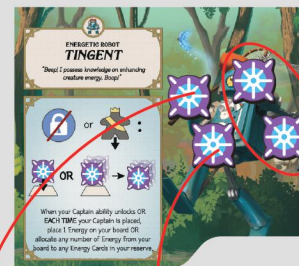 ENERGETIC ROBOT
TINGENT
"Beep! I possess knowledge on enhancing
creature energy. Boop!"
or
:
OR
When your Captain ability unlocks OR
EACH TIME your Captain is placed,
place 1 Energy on your board OR
allocate any number of Energy from your
board to any Energy Cards in your reserve.